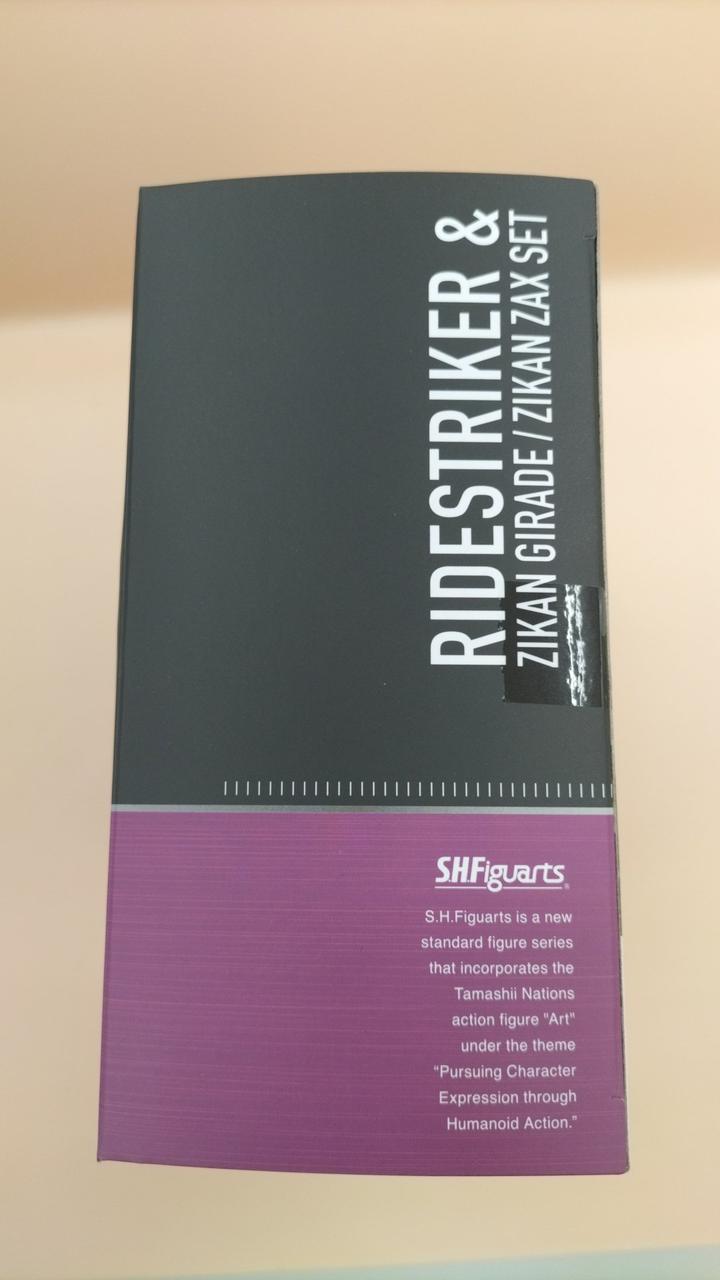 RIDESTRIKER &
ZIKAN GIRADE / ZIKAN ZAX SET
S.H.Figuarts®
S.H.Figuarts is a new
standard figure series
that incorporates the
Tamashii Nations
action figure "Art"
under the theme
“Pursuing Character
Expression through
Humanoid Action.”